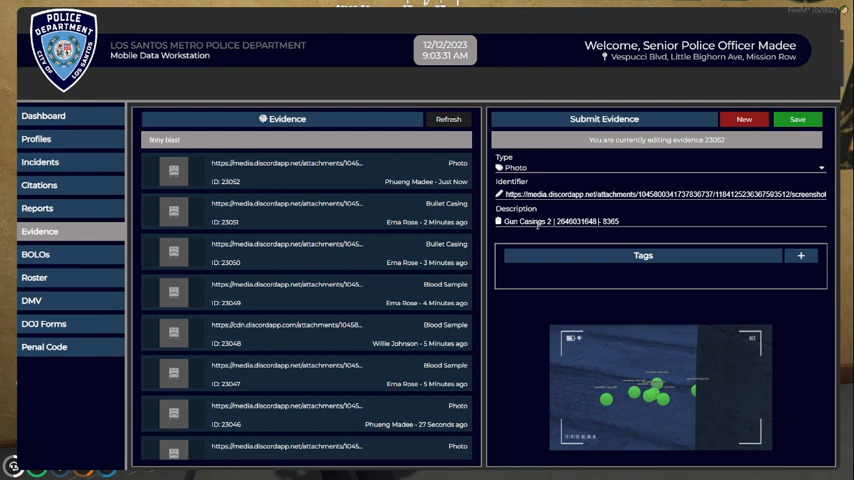 FiveM® (b2802)
POLICE
DEPARTMENT
CITY OF
LOS SANTOS
LOS SANTOS METRO POLICE DEPARTMENT
Mobile Data Workstation
12/12/2023
9:03:31 AM
Welcome, Senior Police Officer Madee
Vespucci Blvd, Little Bighorn Ave, Mission Row
Dashboard
Profiles
Incidents
Citations
Reports
Evidence
BOLOs
Roster
DMV
DOJ Forms
Penal Code
Evidence
Refresh
finny blast
https://media.discordapp.net/attachments/1045... Photo
ID: 23052 Phueng Madee - Just Now
https://media.discordapp.net/attachments/1045... Bullet Casing
ID: 23051 Erna Rose - 2 Minutes ago
https://media.discordapp.net/attachments/1045... Bullet Casing
ID: 23050 Erna Rose - 3 Minutes ago
https://media.discordapp.net/attachments/1045... Blood Sample
ID: 23049 Erna Rose - 4 Minutes ago
https://cdn.discordapp.com/attachments/10458... Blood Sample
ID: 23048 Willie Johnson - 5 Minutes ago
https://media.discordapp.net/attachments/1045... Blood Sample
ID: 23047 Erna Rose - 5 Minutes ago
https://media.discordapp.net/attachments/1045... Photo
ID: 23046 Phueng Madee - 27 Seconds ago
https://media.discordapp.net/attachments/1045... Photo
Submit Evidence
New
Save
You are currently editing evidence 23052
Type
Photo
Identifier
https://media.discordapp.net/attachments/1045800341737836737/1184125236367593512/screenshot
Description
Gun Casings 2 | 2646031648 - 8365
Tags
+